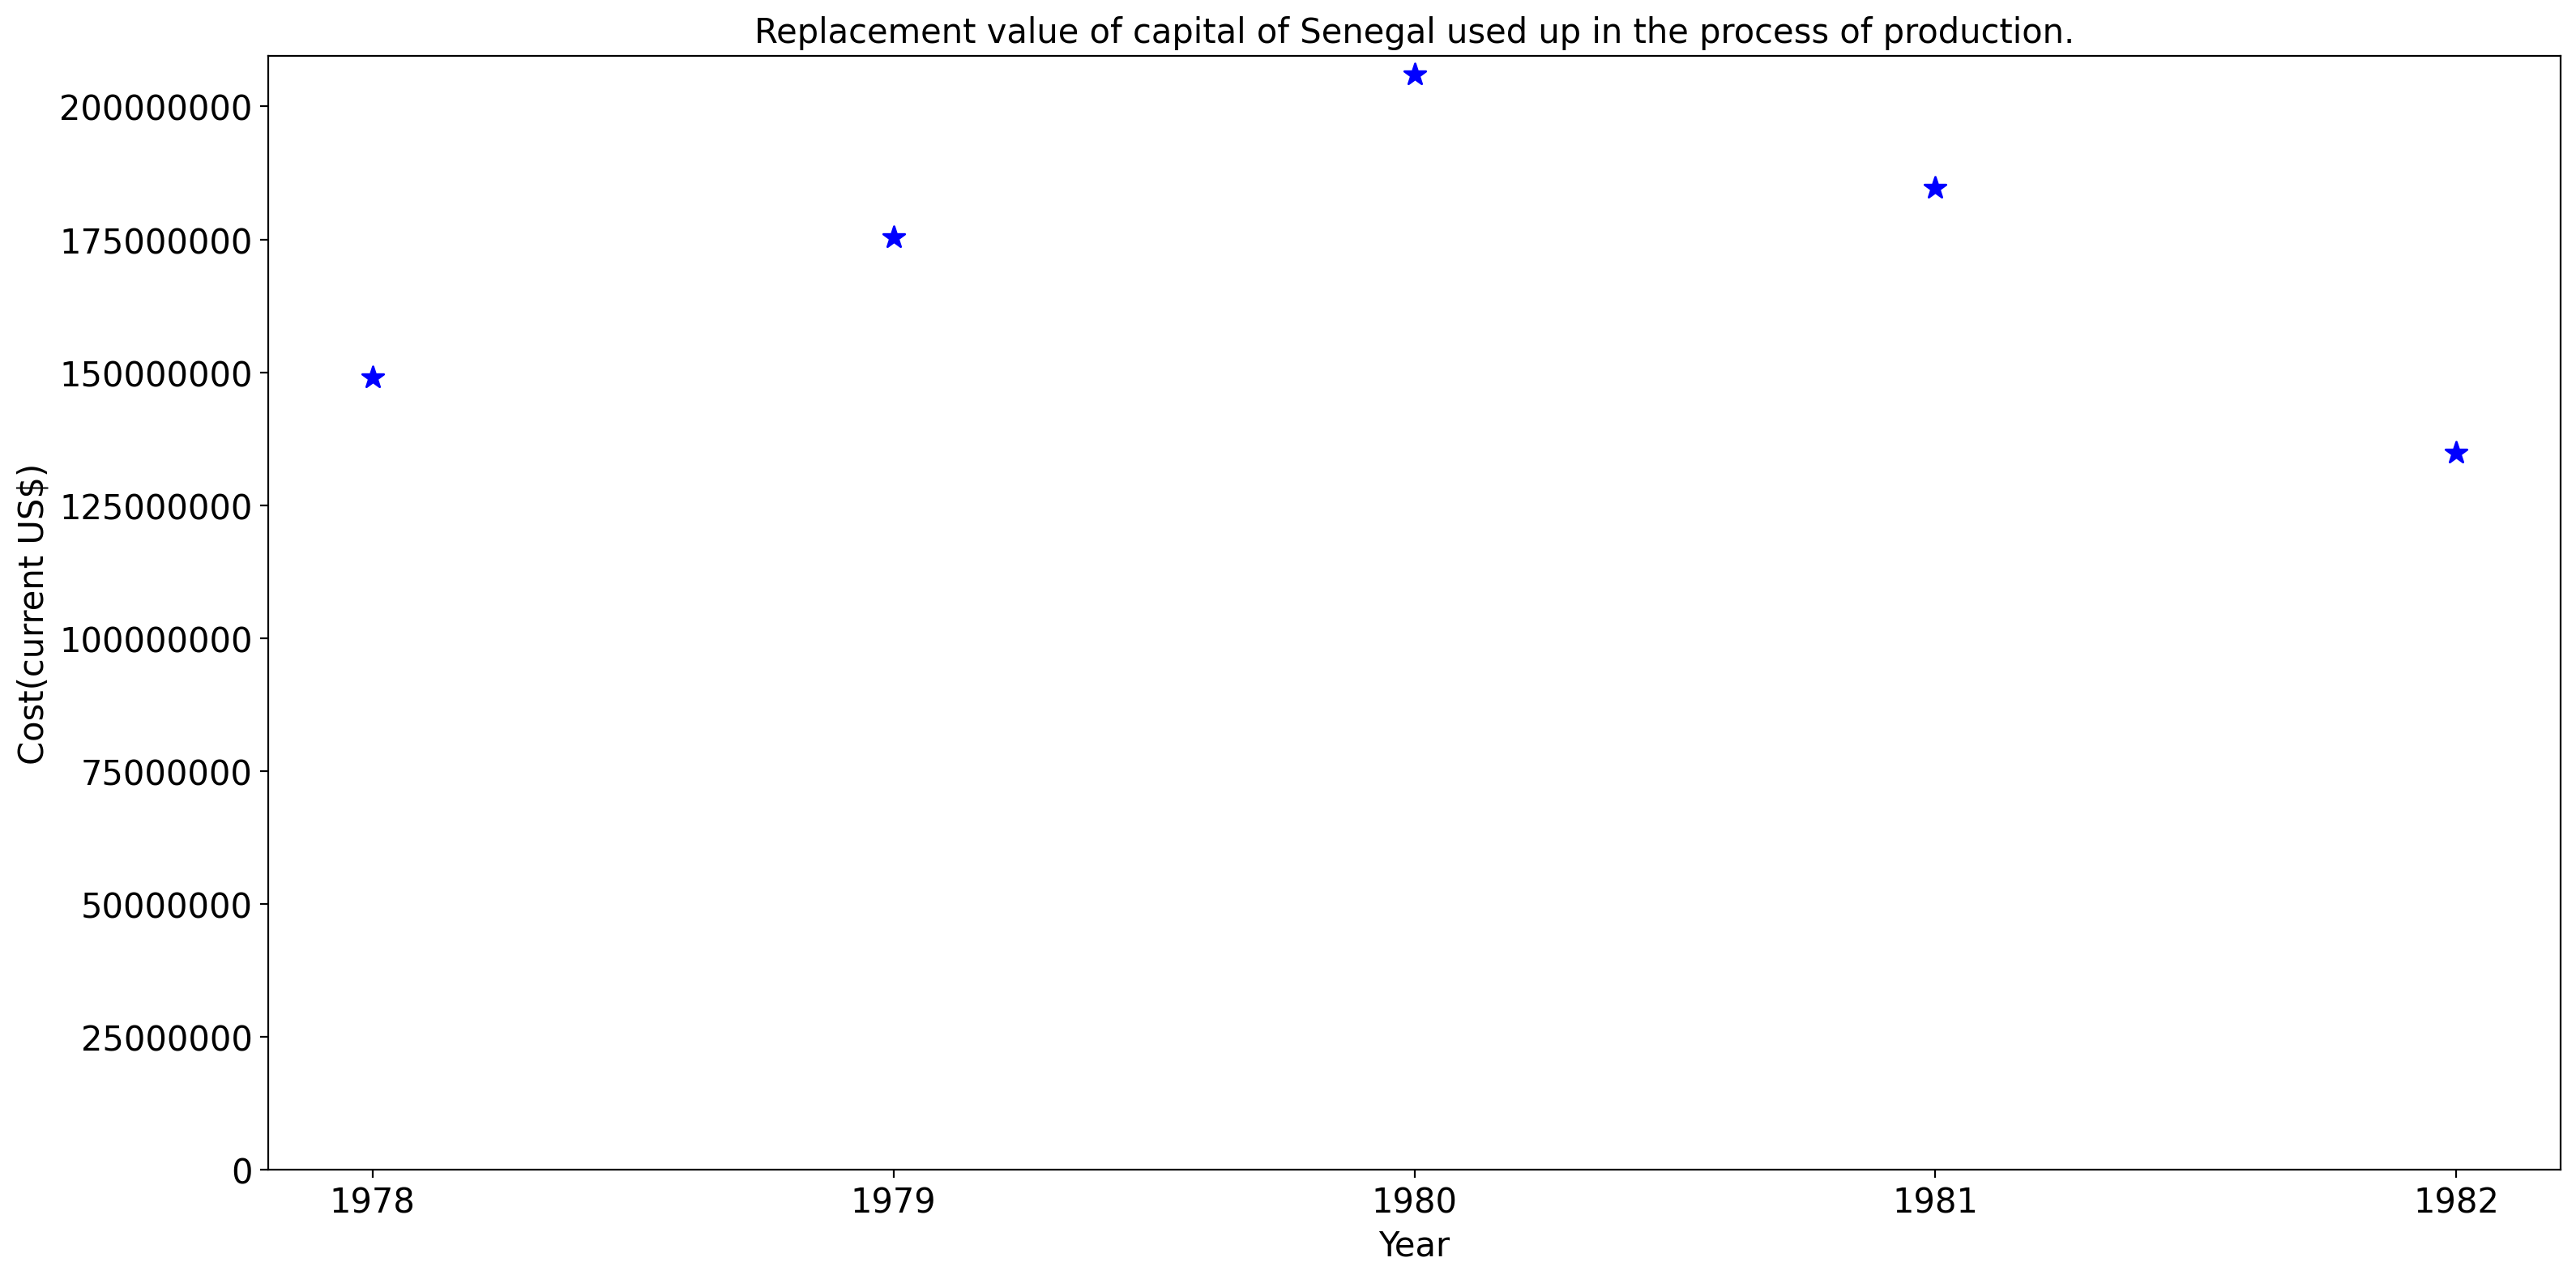 Replacement value of capital of Senegal used up in the process of production.
200000000
175000000
150000000
125000000
100000000
75000000
50000000
25000000
0
Cost(current US$)
1978 1979 1980 1981 1982
Year